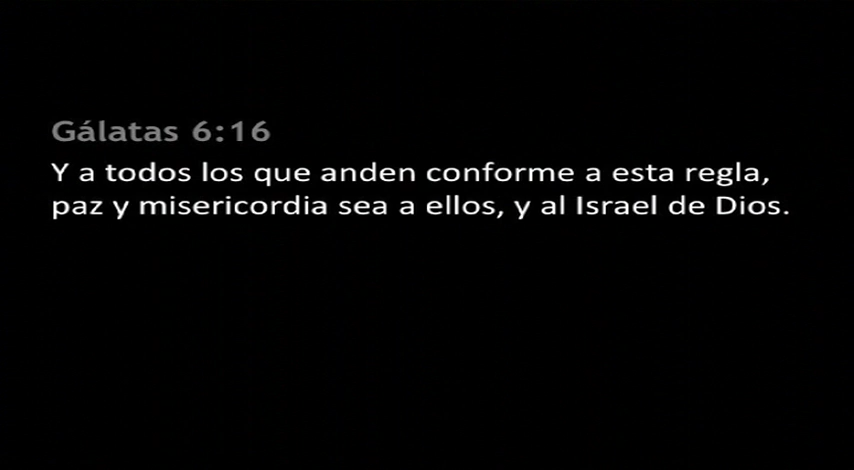 Gálatas 6:16
Y a todos los que anden conforme a esta regla,
paz y misericordia sea a ellos, y al Israel de Dios.